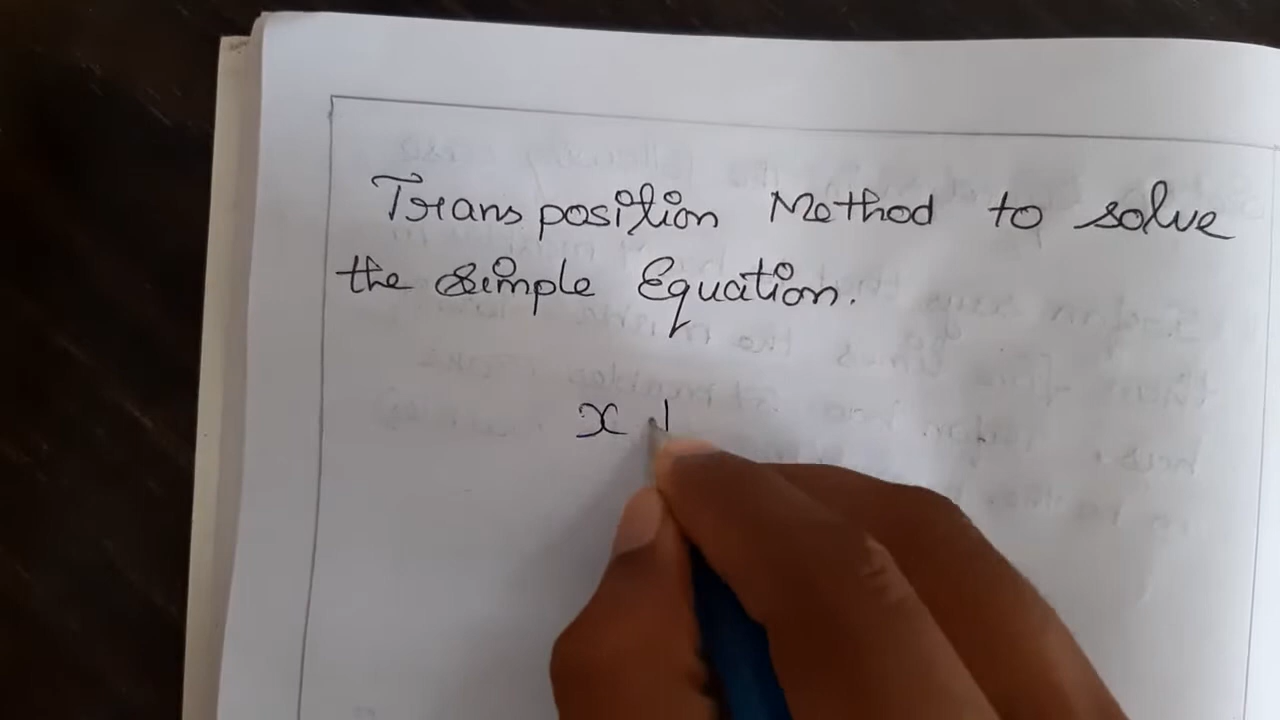 Transposition Method to solve
the simple Equation.
x